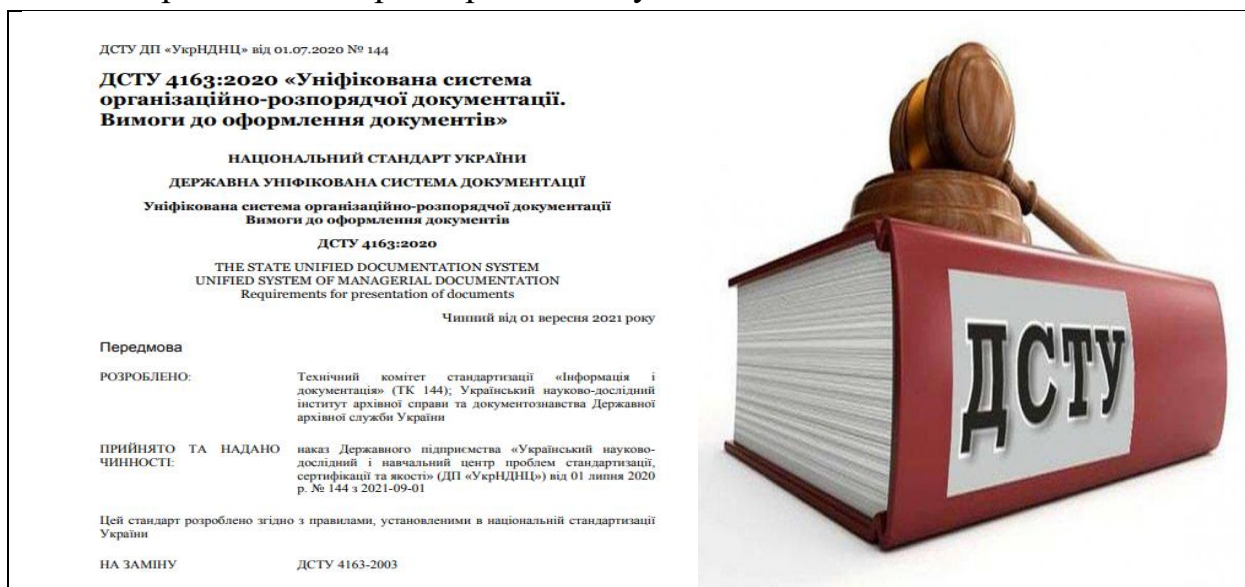 ДСТУ ДП «УкрНДНЦ» від 01.07.2020 № 144
ДСТУ 4163:2020 «Уніфікована система
організаційно-розпорядчої документації.
Вимоги до оформлення документів»
НАЦІОНАЛЬНИЙ СТАНДАРТ УКРАЇНИ
ДЕРЖАВНА УНІФІКОВАНА СИСТЕМА ДОКУМЕНТАЦІЇ
Уніфікована система організаційно-розпорядчої документації
Вимоги до оформлення документів
ДСТУ 4163:2020
THE STATE UNIFIED DOCUMENTATION SYSTEM
UNIFIED SYSTEM OF MANAGERIAL DOCUMENTATION
Requirements for presentation of documents
Чинний від 01 вересня 2021 року
Передмова
РОЗРОБЛЕНО: Технічний комітет стандартизації «Інформація і
документація» (ТК 144); Український науково-дослідний
інститут архівної справи та документознавства Державної
архівної служби України
ПРИЙНЯТО ТА НАДАНО наказ Державного підприємства «Український науково-
ЧИННОСТІ: дослідний і навчальний центр проблем стандартизації,
сертифікації та якості» (ДП «УкрНДНЦ») від 01 липня 2020
р. № 144 з 2021-09-01
Цей стандарт розроблено згідно з правилами, установленими в національній стандартизації
України
НА ЗАМІНУ ДСТУ 4163-2003
ДСТУ